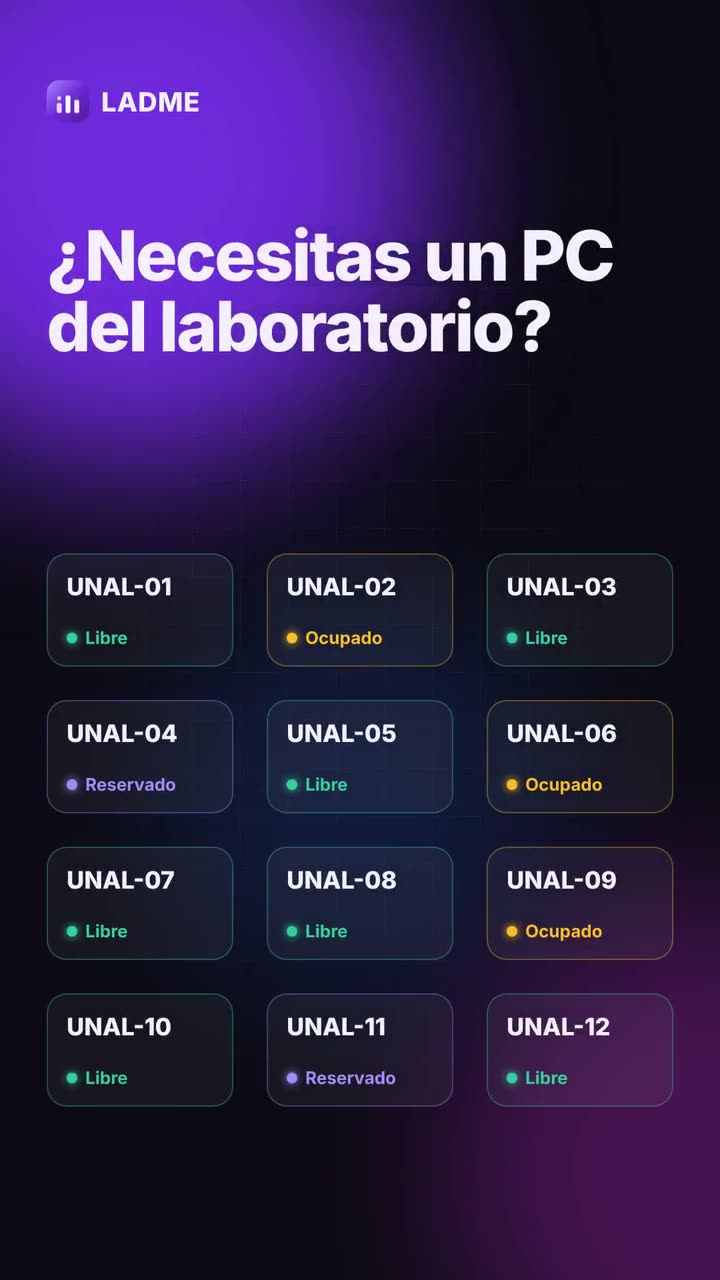 LADME
¿Necesitas un PC
del laboratorio?
UNAL-01
Libre
UNAL-02
Ocupado
UNAL-03
Libre
UNAL-04
Reservado
UNAL-05
Libre
UNAL-06
Ocupado
UNAL-07
Libre
UNAL-08
Libre
UNAL-09
Ocupado
UNAL-10
Libre
UNAL-11
Reservado
UNAL-12
Libre